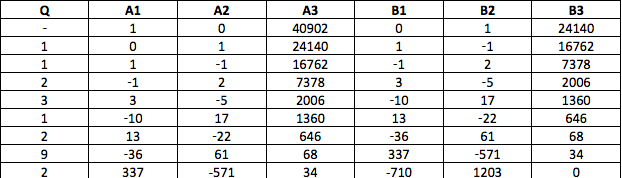 Q A1 A2 A3 B1 B2 B3
- 1 0 40902 0 1 24140
1 0 1 24140 1 -1 16762
1 1 -1 16762 -1 2 7378
2 -1 2 7378 3 -5 2006
3 3 -5 2006 -10 17 1360
1 -10 17 1360 13 -22 646
2 13 -22 646 -36 61 68
9 -36 61 68 337 -571 34
2 337 -571 34 -710 1203 0